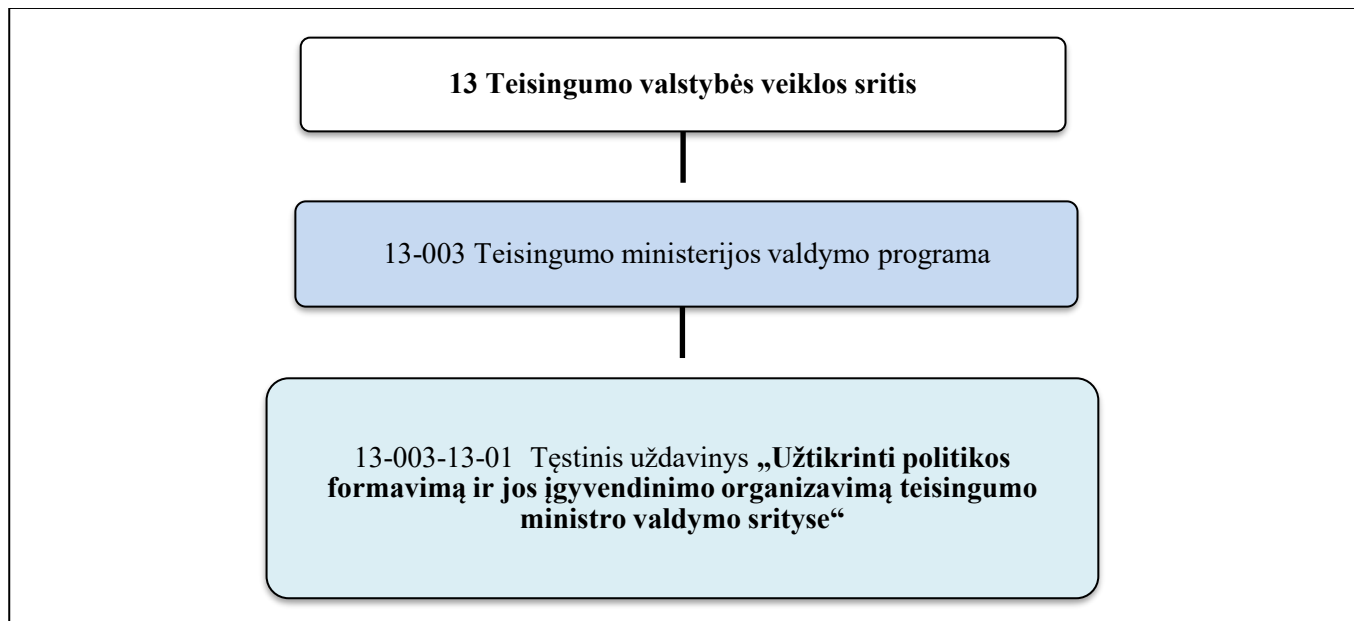 13 Teisingumo valstybės veiklos sritis
13-003 Teisingumo ministerijos valdymo programa
13-003-13-01 Tęstinis uždavinys „Užtikrinti politikos
formavimą ir jos įgyvendinimo organizavimą teisingumo
ministro valdymo srityse“